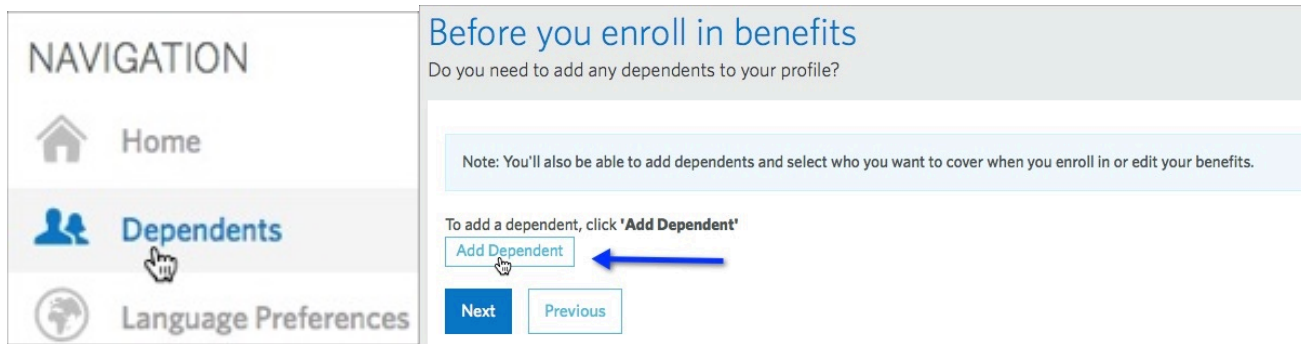 NAVIGATION
Home
Dependents
Language Preferences
Before you enroll in benefits
Do you need to add any dependents to your profile?
Note: You'll also be able to add dependents and select who you want to cover when you enroll in or edit your benefits.
To add a dependent, click 'Add Dependent'
Add Dependent
Next Previous